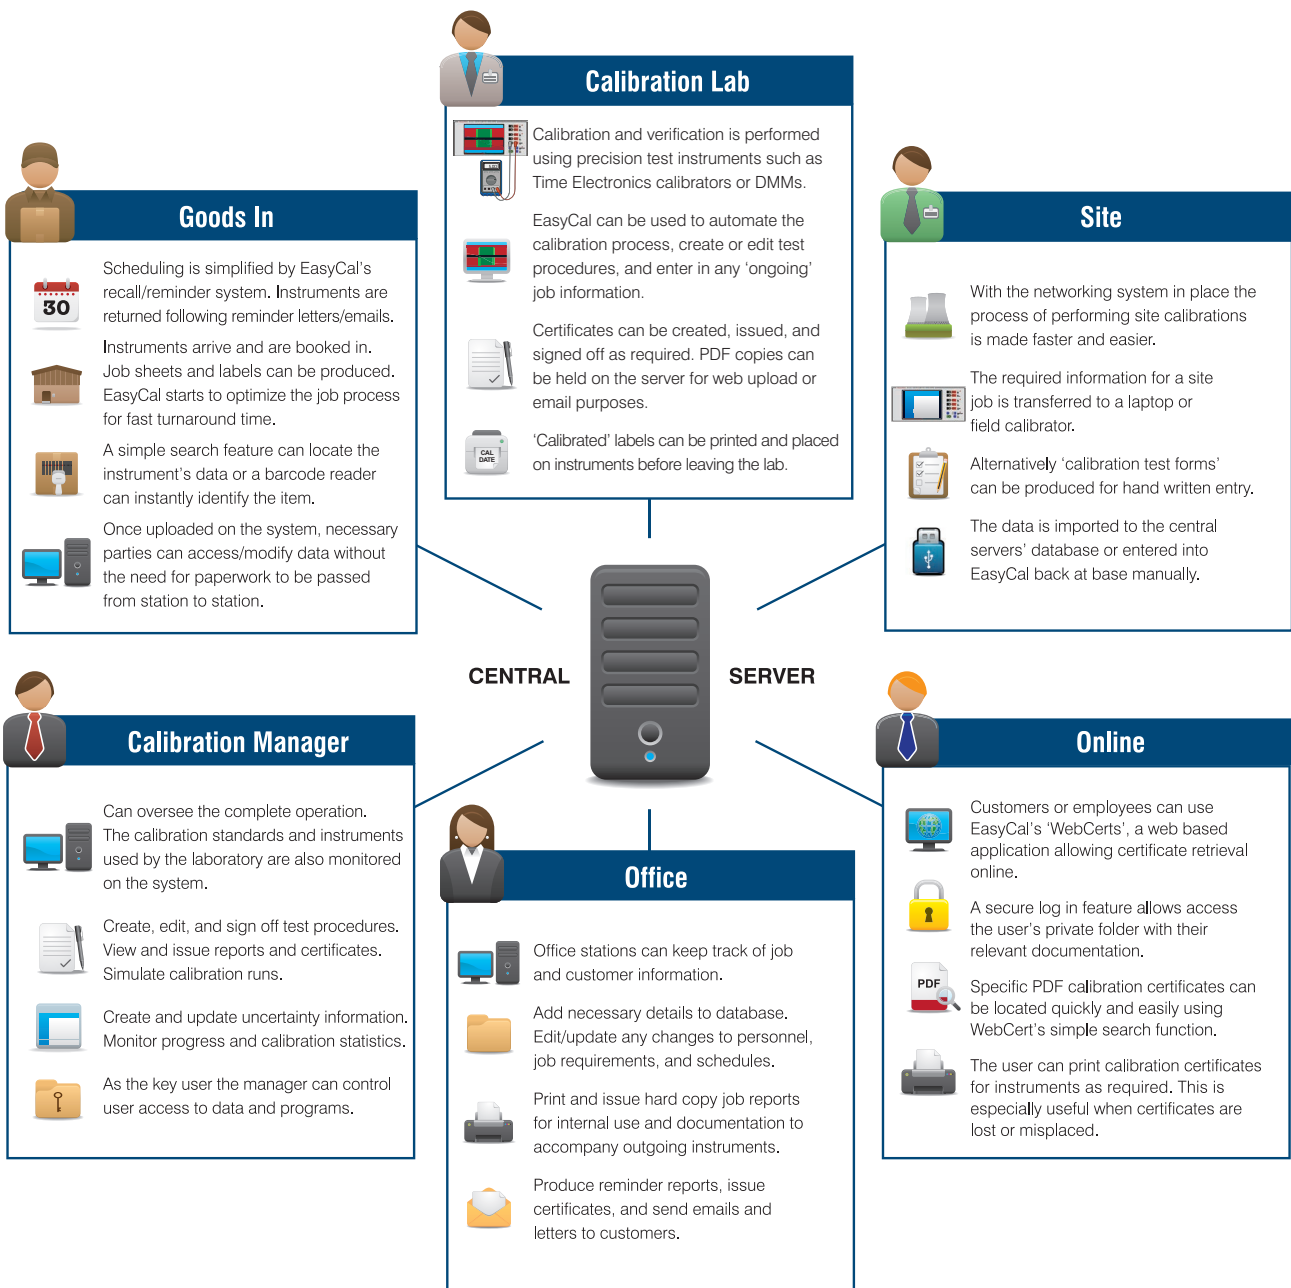 Calibration Lab
Calibration and verification is performed
using precision test instruments such as
Time Electronics calibrators or DMMs.
EasyCal can be used to automate the
calibration process, create or edit test
procedures, and enter in any ‘ongoing’
job information.
Certificates can be created, issued, and
signed off as required. PDF copies can
be held on the server for web upload or
email purposes.
CAL
DATE
‘Calibrated’ labels can be printed and placed
on instruments before leaving the lab.
Goods In
30
Scheduling is simplified by EasyCal’s
recall/reminder system. Instruments are
returned following reminder letters/emails.
Instruments arrive and are booked in.
Job sheets and labels can be produced.
EasyCal starts to optimize the job process
for fast turnaround time.
A simple search feature can locate the
instrument’s data or a barcode reader
can instantly identify the item.
Once uploaded on the system, necessary
parties can access/modify data without
the need for paperwork to be passed
from station to station.
Site
With the networking system in place the
process of performing site calibrations
is made faster and easier.
The required information for a site
job is transferred to a laptop or
field calibrator.
Alternatively ‘calibration test forms’
can be produced for hand written entry.
The data is imported to the central
servers’ database or entered into
EasyCal back at base manually.
CENTRAL SERVER
Calibration Manager
Can oversee the complete operation.
The calibration standards and instruments
used by the laboratory are also monitored
on the system.
Create, edit, and sign off test procedures.
View and issue reports and certificates.
Simulate calibration runs.
Create and update uncertainty information.
Monitor progress and calibration statistics.
As the key user the manager can control
user access to data and programs.
Office
Office stations can keep track of job
and customer information.
Add necessary details to database.
Edit/update any changes to personnel,
job requirements, and schedules.
Print and issue hard copy job reports
for internal use and documentation to
accompany outgoing instruments.
Produce reminder reports, issue
certificates, and send emails and
letters to customers.
Online
Customers or employees can use
EasyCal’s ‘WebCerts’, a web based
application allowing certificate retrieval
online.
A secure log in feature allows access
the user’s private folder with their
relevant documentation.
PDF
Specific PDF calibration certificates can
be located quickly and easily using
WebCert’s simple search function.
The user can print calibration certificates
for instruments as required. This is
especially useful when certificates are
lost or misplaced.